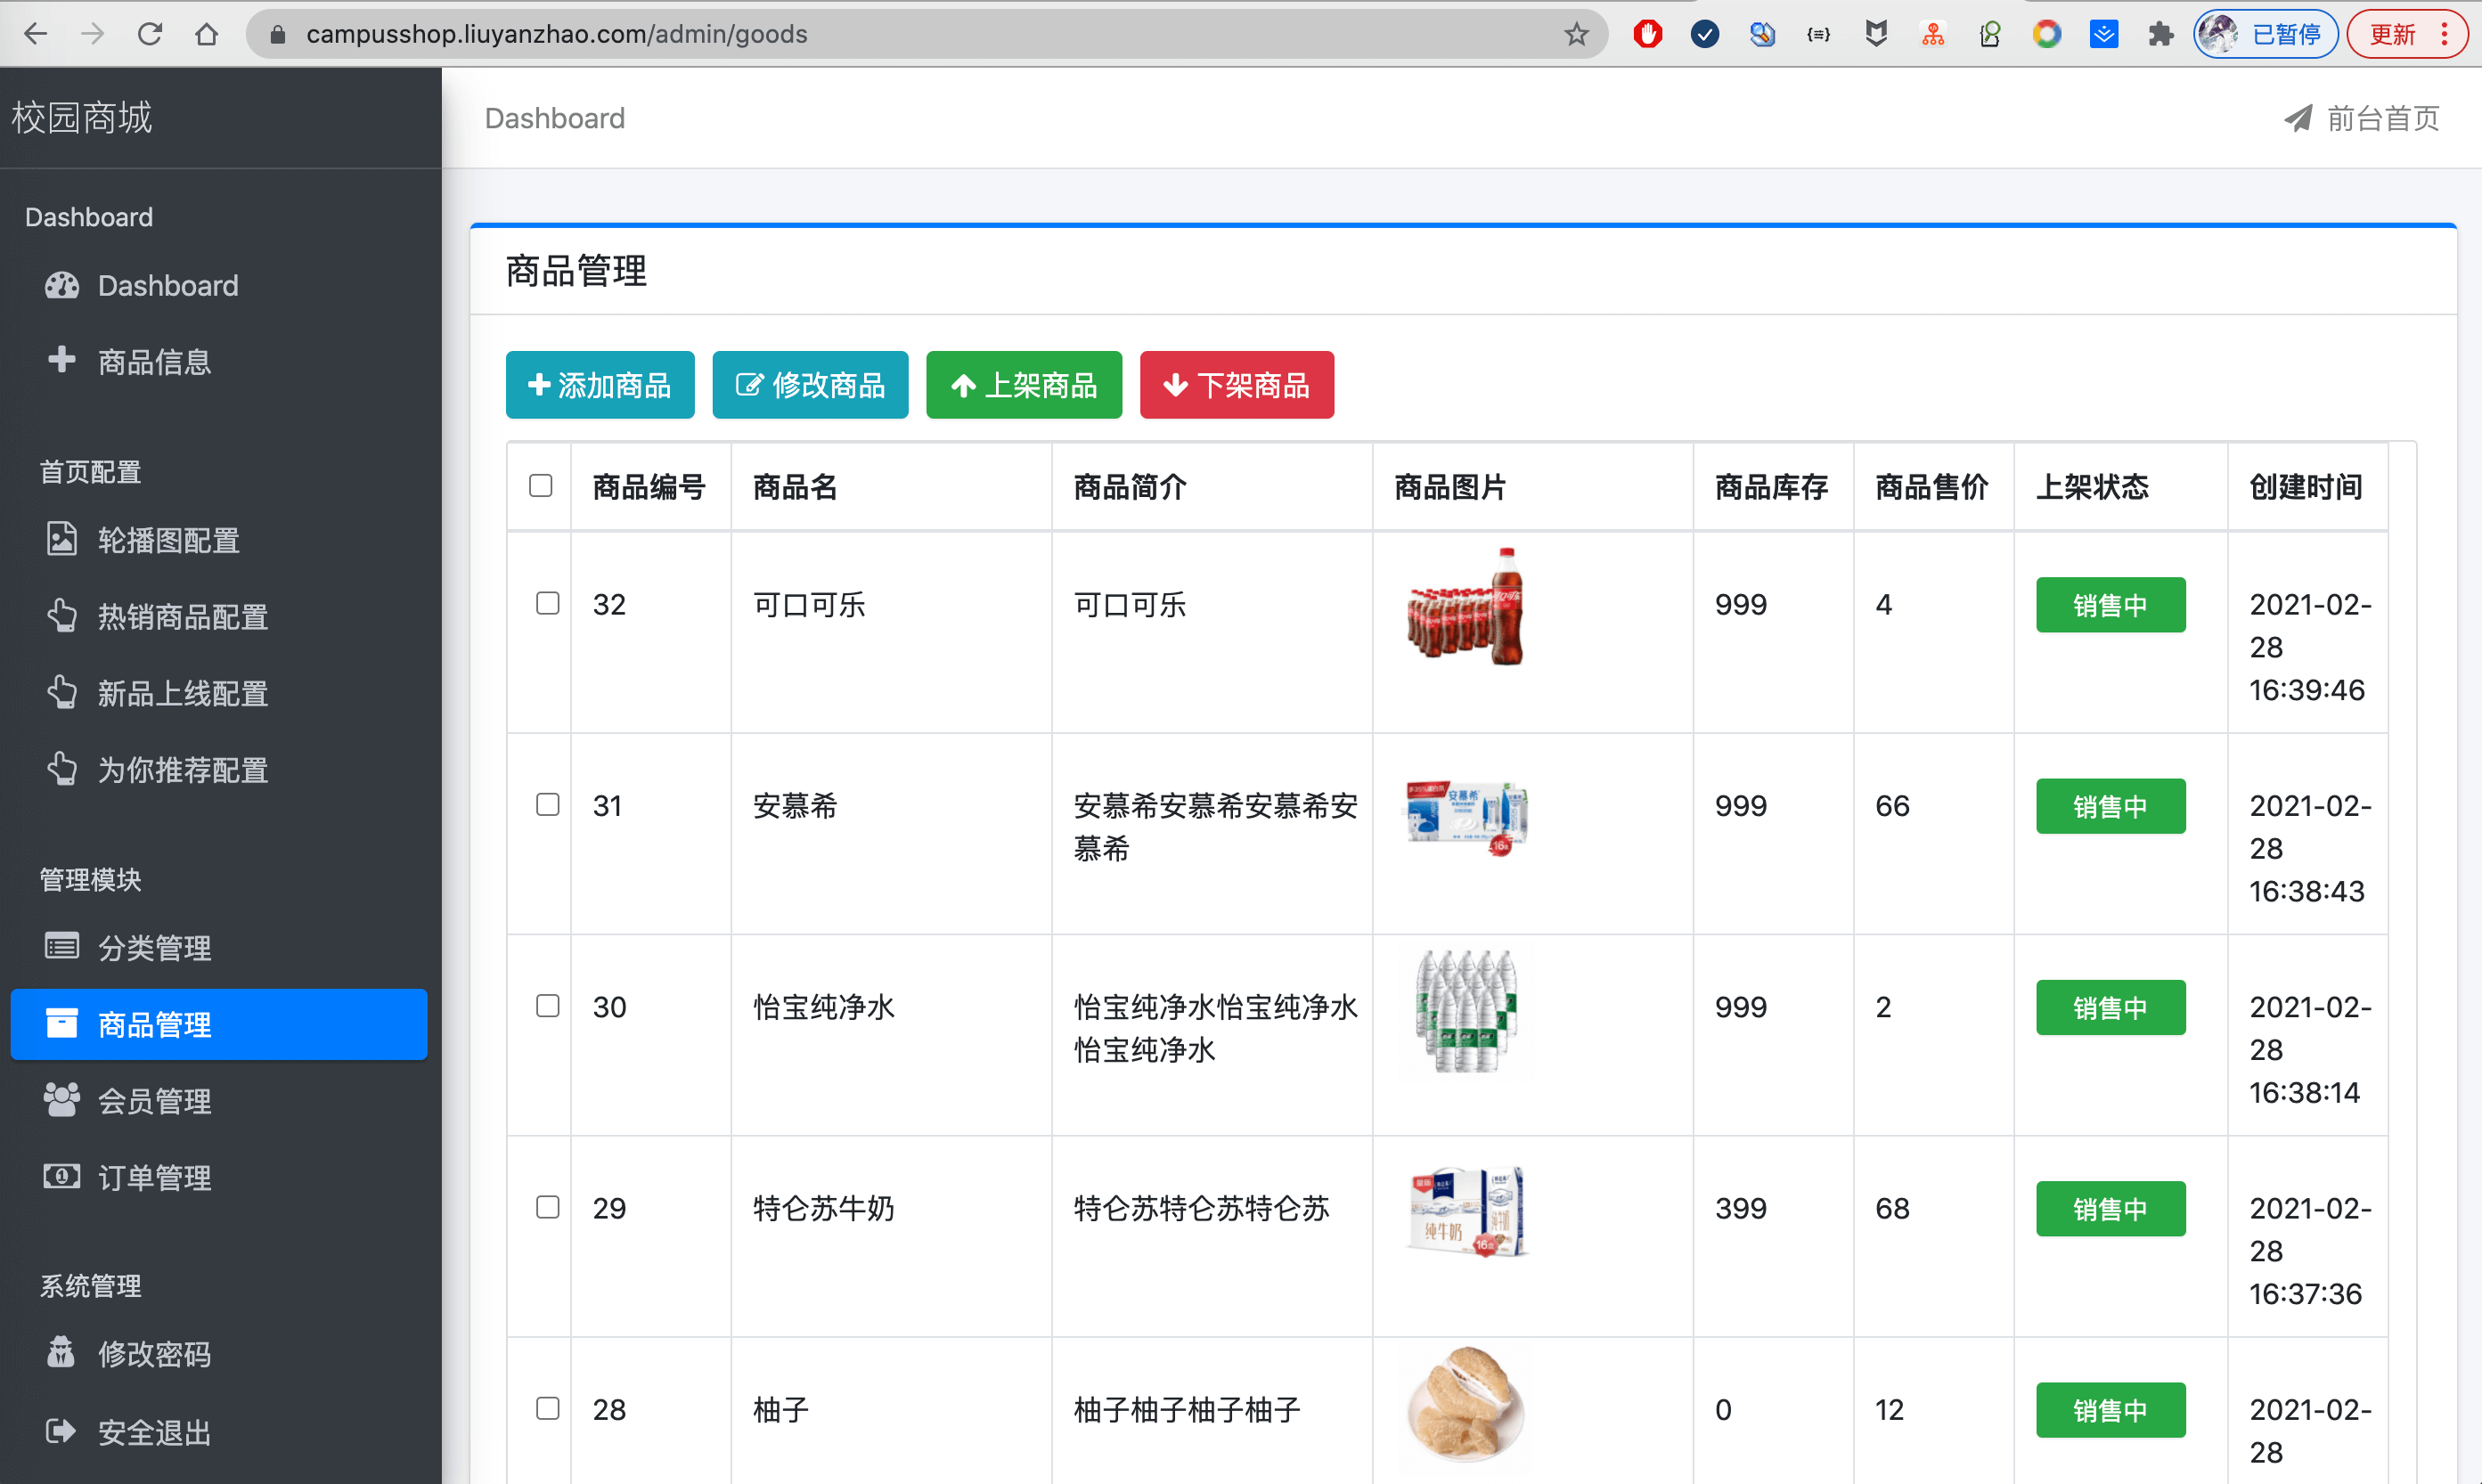 campusshop.liuyanzhao.com/admin/goods
已暂停
更新
校园商城
Dashboard
前台首页
Dashboard
Dashboard
商品信息
首页配置
轮播图配置
热销商品配置
新品上线配置
为你推荐配置
管理模块
分类管理
商品管理
会员管理
订单管理
系统管理
修改密码
安全退出
商品管理
添加商品 修改商品 上架商品 下架商品
商品编号 商品名 商品简介 商品图片 商品库存 商品售价 上架状态 创建时间
32 可口可乐 可口可乐 999 4 销售中 2021-02-
28
16:39:46
31 安慕希 安慕希安慕希安慕希安 999 66 销售中 2021-02-
慕希 28
16:38:43
30 怡宝纯净水 怡宝纯净水怡宝纯净水 999 2 销售中 2021-02-
怡宝纯净水 28
16:38:14
29 特仑苏牛奶 特仑苏特仑苏特仑苏 399 68 销售中 2021-02-
28
16:37:36
纯牛奶
28 柚子 柚子柚子柚子柚子 0 12 销售中 2021-02-
28